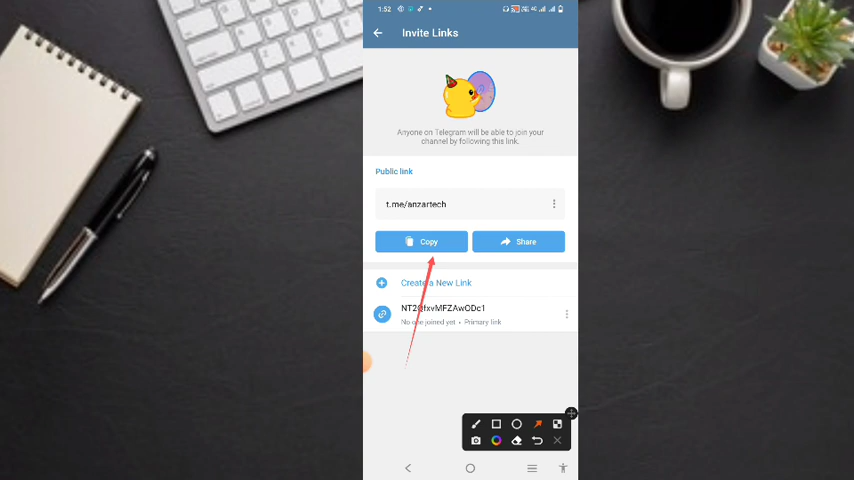 1:52
Invite Links
Anyone on Telegram will be able to join your
channel by following this link.
Public link
t.me/anzartech
Copy
Share
Create a New Link
No one joined yet • Primary link